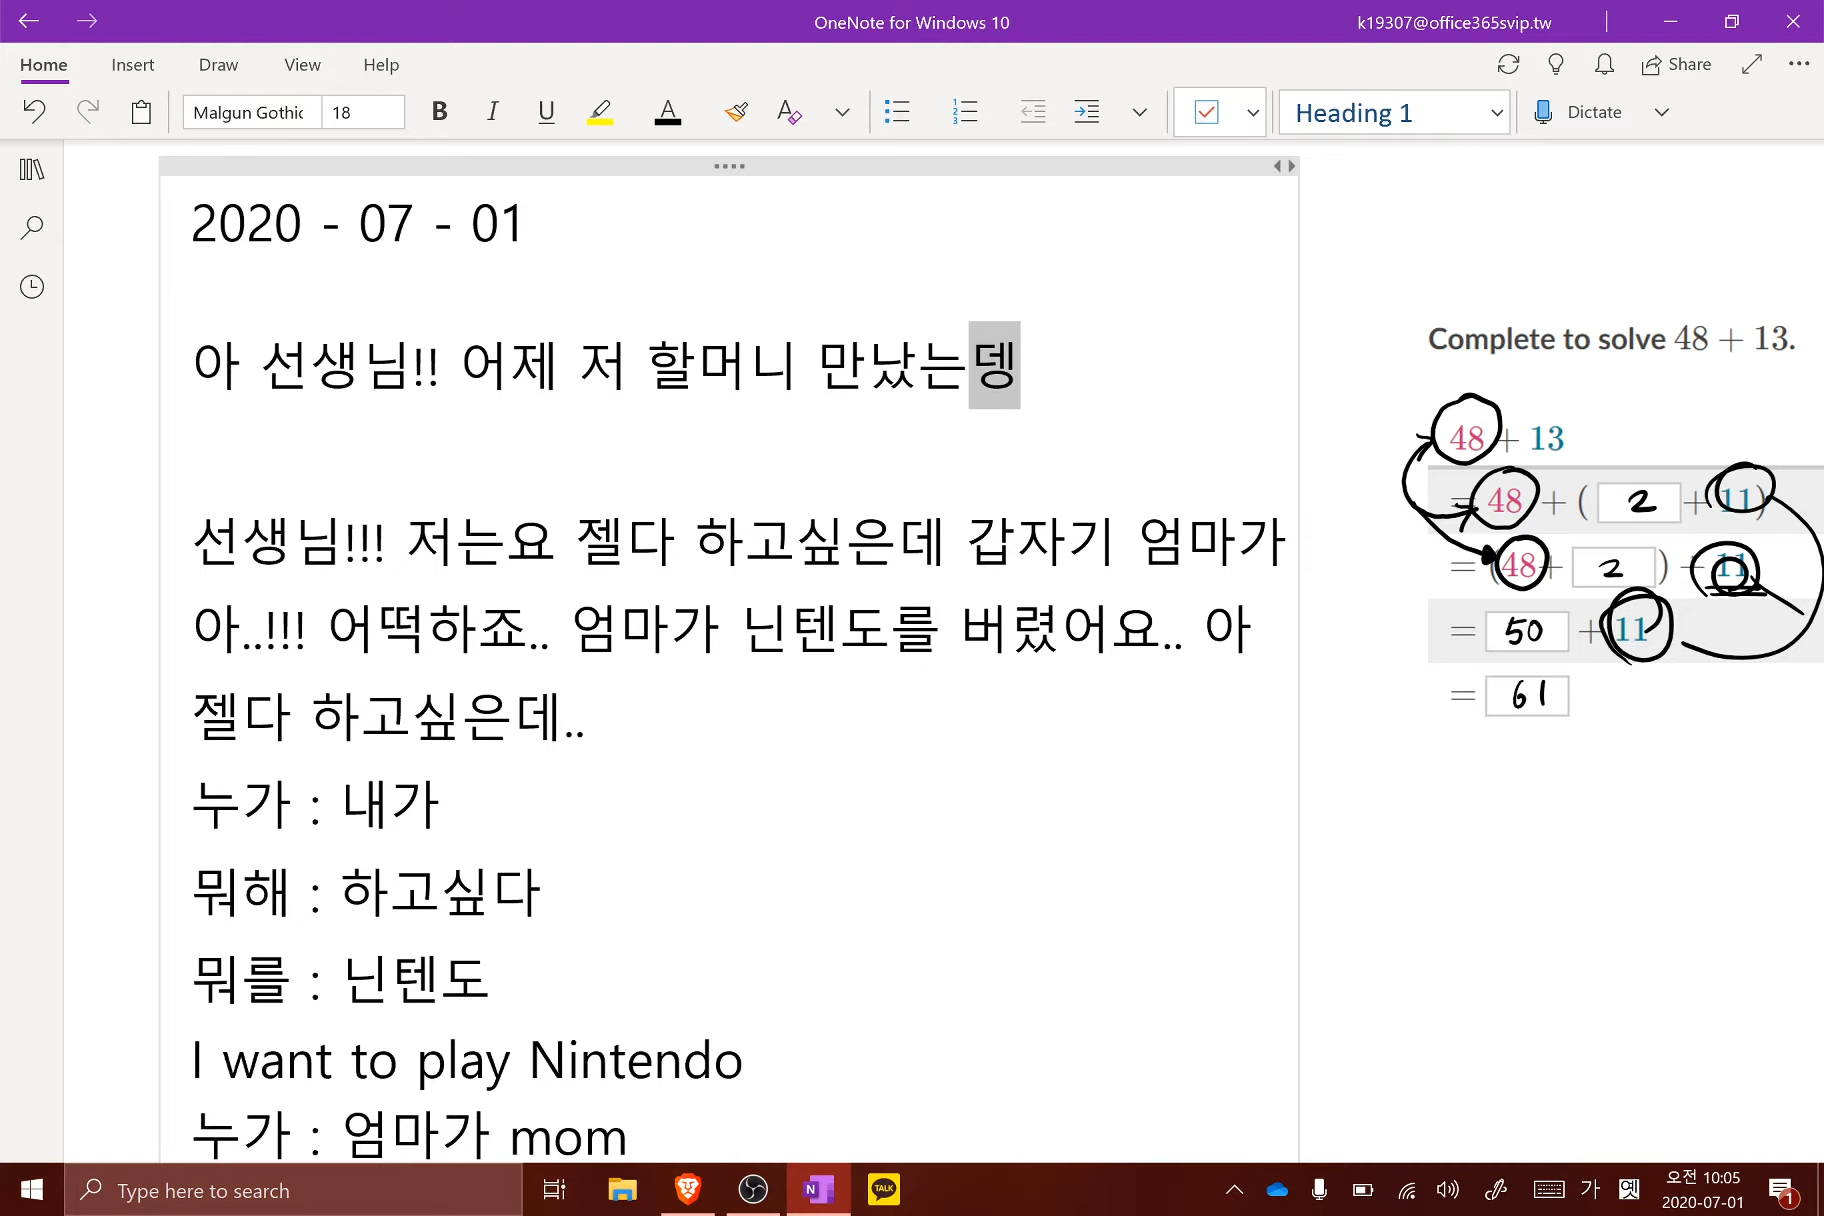 OneNote for Windows 10
k19307@office365svip.tw
Home Insert Draw View Help
Share
Malgun Gothic 18
B I U A A
Heading 1
Dictate
2020 - 07 - 01
아 선생님!! 어제 저 할머니 만났는뎅
선생님!!! 저는요 젤다 하고싶은데 갑자기 엄마가
아..!!! 어떡하죠.. 엄마가 닌텐도를 버렸어요.. 아
젤다 하고싶은데..
누가 : 내가
뭐해 : 하고싶다
뭐를 : 닌텐도
I want to play Nintendo
누가 : 엄마가 mom
Complete to solve 48 + 13.
48 + 13
= 48 + ( 2 + 11)
= (48 + 2 ) + 11
= 50 + 11
= 61
Type here to search
N
TALK
가
옛
오전 10:05
2020-07-01
1